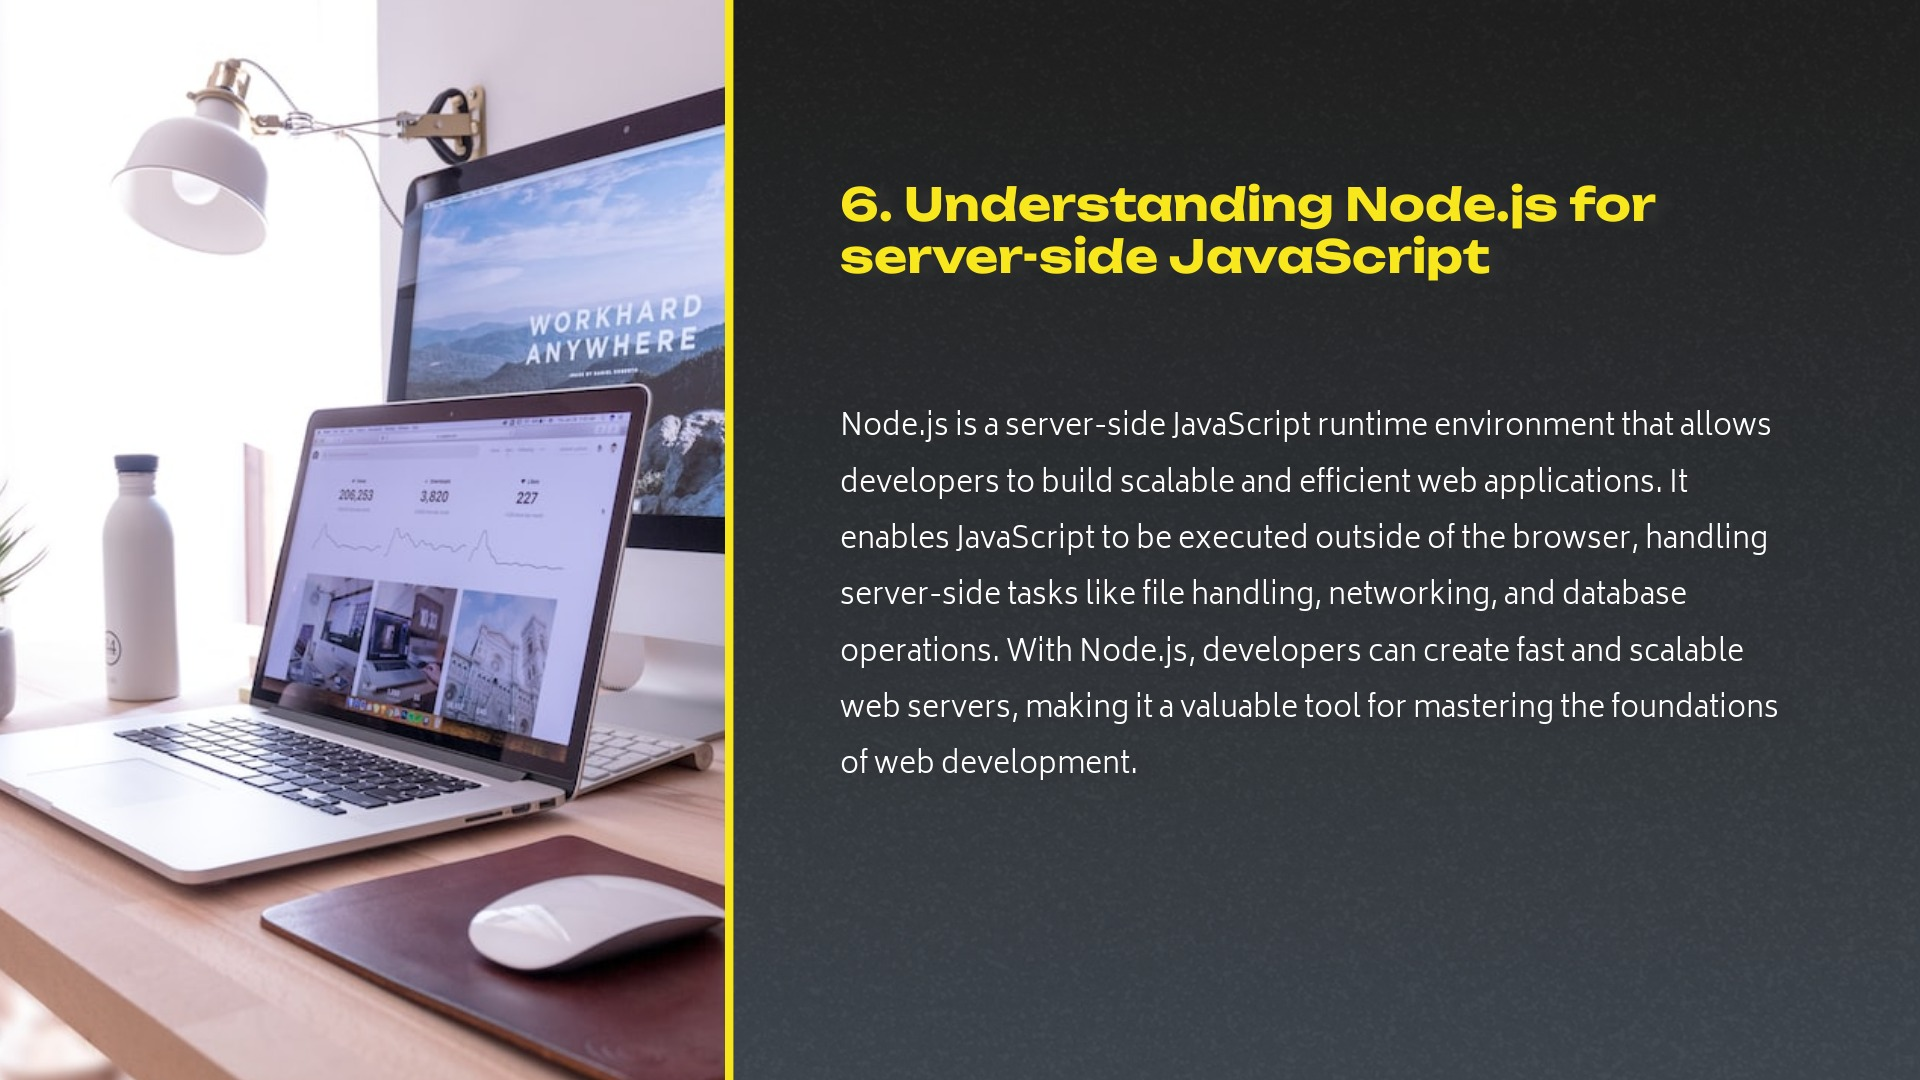 WORKHARD
ANYWHERE
206,253
3,820
227
6. Understanding Node.js for
server-side JavaScript
Node.js is a server-side JavaScript runtime environment that allows
developers to build scalable and efficient web applications. It
enables JavaScript to be executed outside of the browser, handling
server-side tasks like file handling, networking, and database
operations. With Node.js, developers can create fast and scalable
web servers, making it a valuable tool for mastering the foundations
of web development.